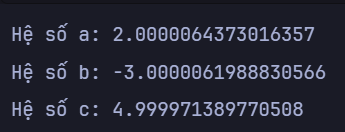 Hệ số a: 2.0000064373016357
Hệ số b: -3.0000061988830566
Hệ số c: 4.999971389770508